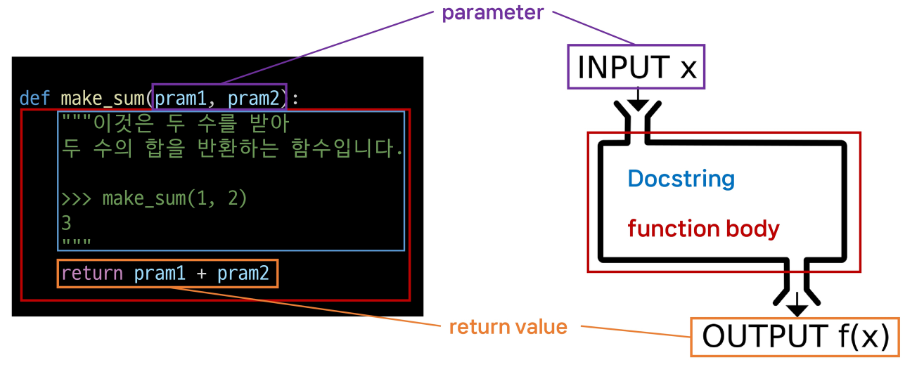 parameter
def make_sum(pram1, pram2):
"""이것은 두 수를 받아
두 수의 합을 반환하는 함수입니다.
>>> make_sum(1, 2)
3
"""
return pram1 + pram2
return value
INPUT x
Docstring
function body
OUTPUT f(x)